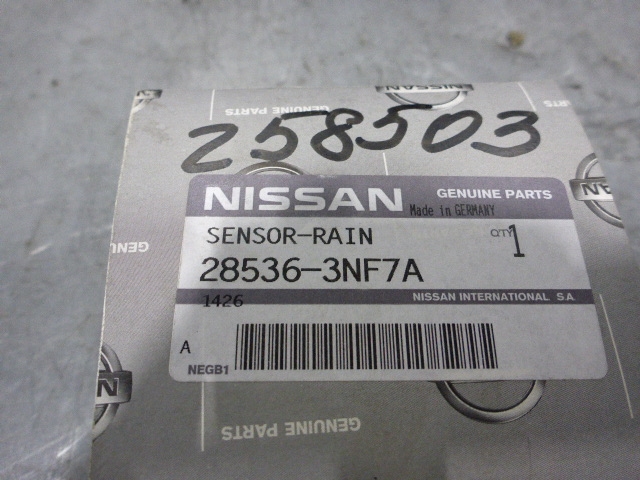 GENUINE PARTS
258503
NISSAN GENUINE PARTS
Made in GERMANY
SENSOR-RAIN QTY 1
28536-3NF7A
1426 NISSAN INTERNATIONAL S.A.
A
NEGB1
GENUINE PARTS